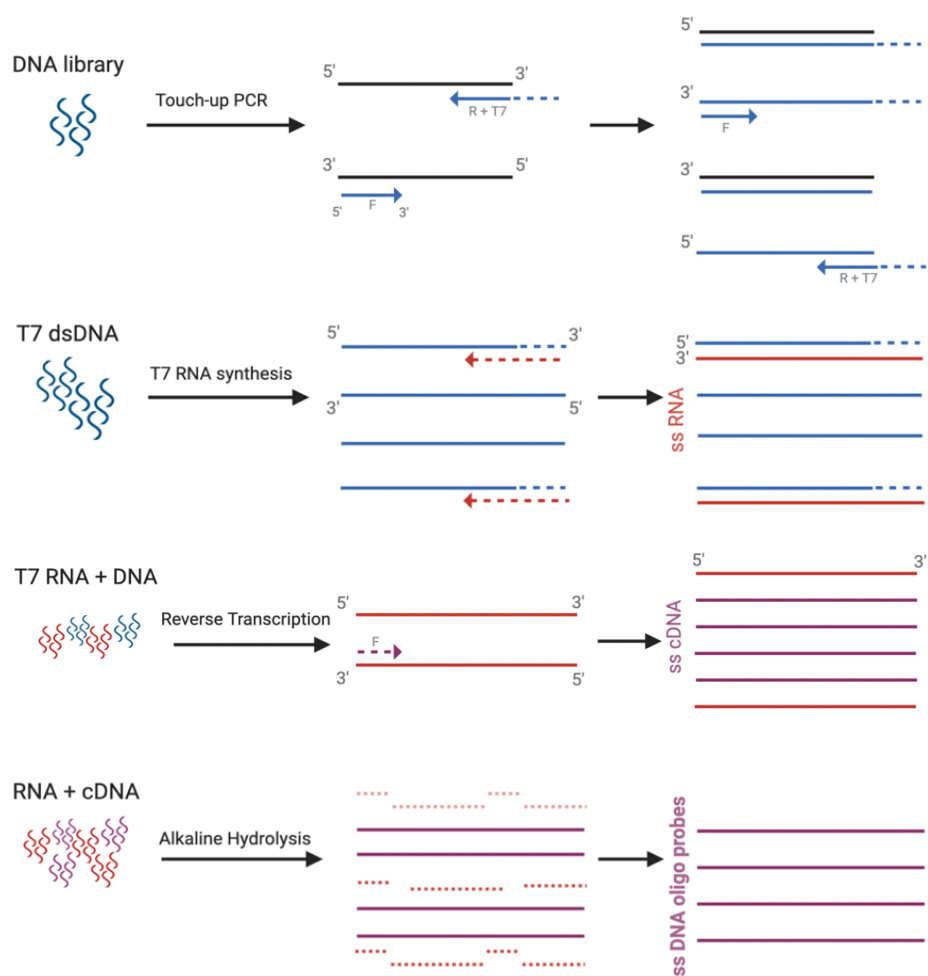 DNA library
Touch-up PCR
5'
3'
R + T7
3'
5'
F
5'
3'
5'
3'
F
3'
5'
R + T7
T7 dsDNA
T7 RNA synthesis
5'
3'
3'
5'
5'
3'
ss RNA
T7 RNA + DNA
Reverse Transcription
5'
3'
F
3'
5'
5'
3'
ss cDNA
RNA + cDNA
Alkaline Hydrolysis
ss DNA oligo probes